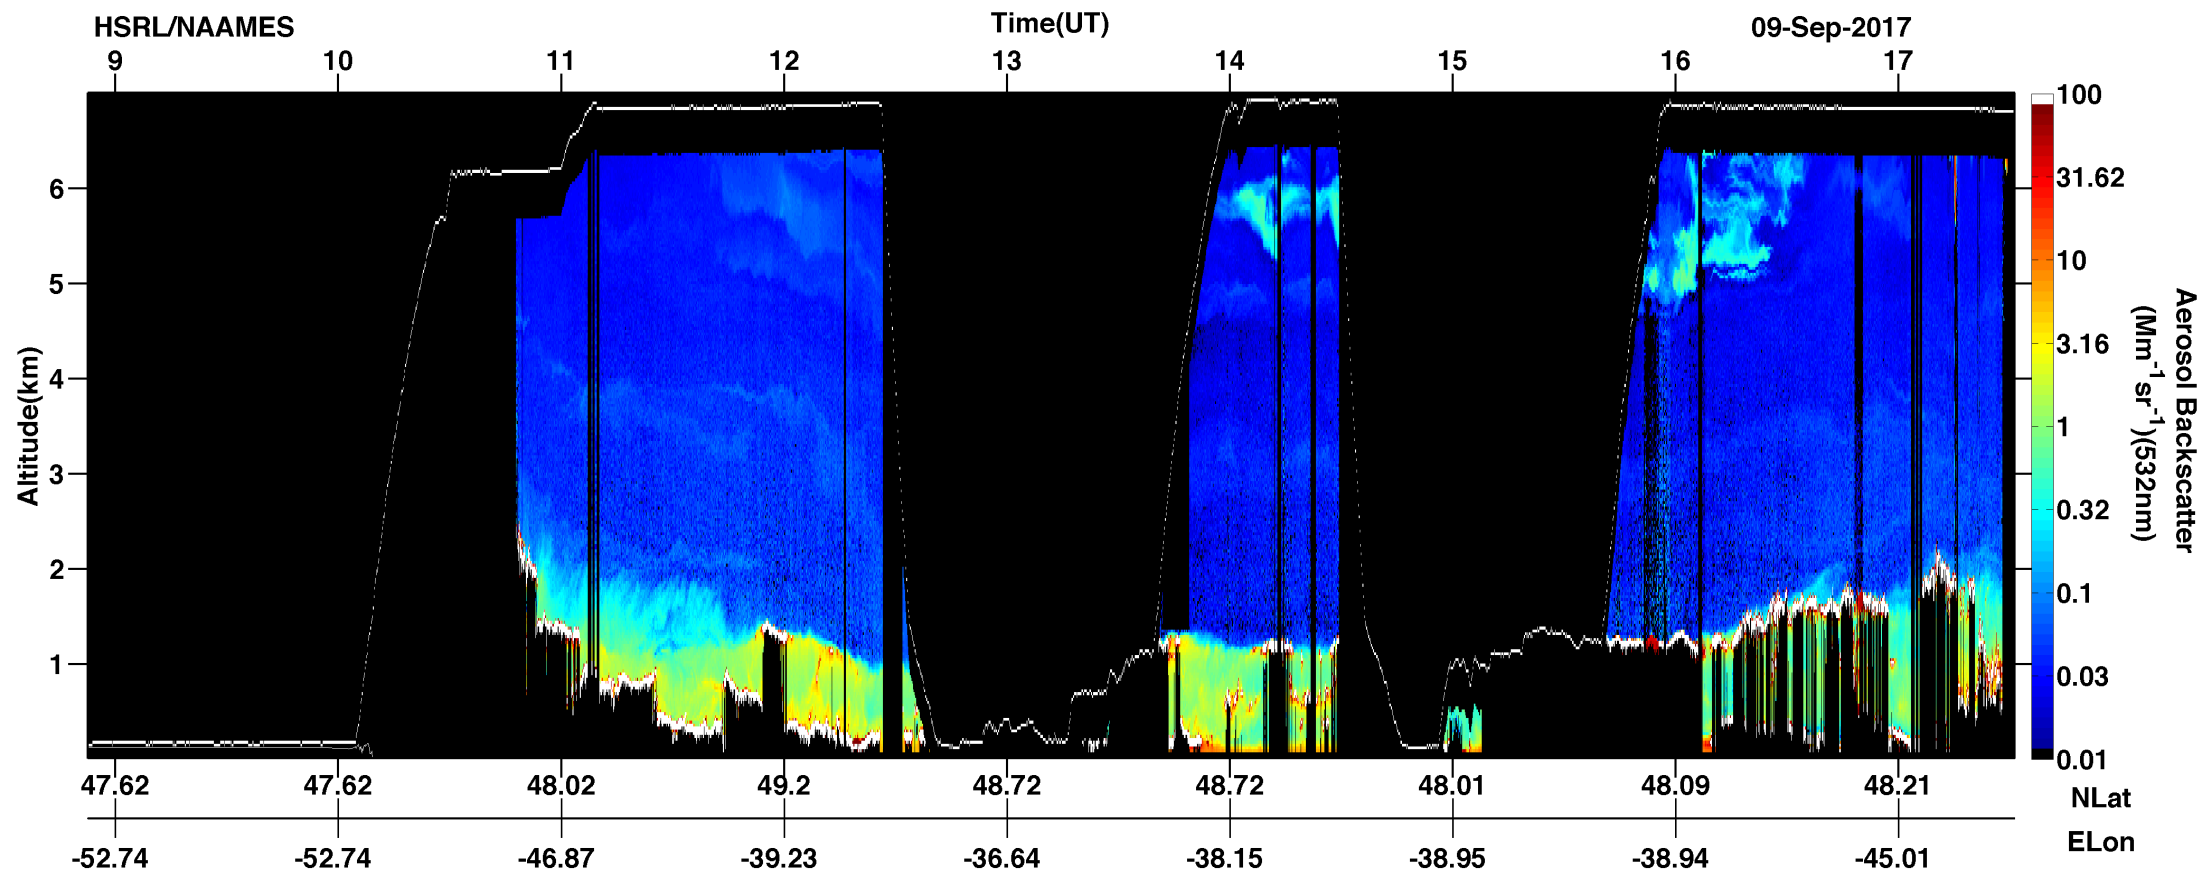 HSRL/NAAMES Time(UT) 09-Sep-2017
9 10 11 12 13 14 15 16 17
Altitude(km)
6
5
4
3
2
1
100
31.62
10
3.16
1
0.32
0.1
0.03
0.01
Aerosol Backscatter
(Mm⁻¹sr⁻¹)(532nm)
47.62 47.62 48.02 49.2 48.72 48.72 48.01 48.09 48.21 NLat
-52.74 -52.74 -46.87 -39.23 -36.64 -38.15 -38.95 -38.94 -45.01 ELon